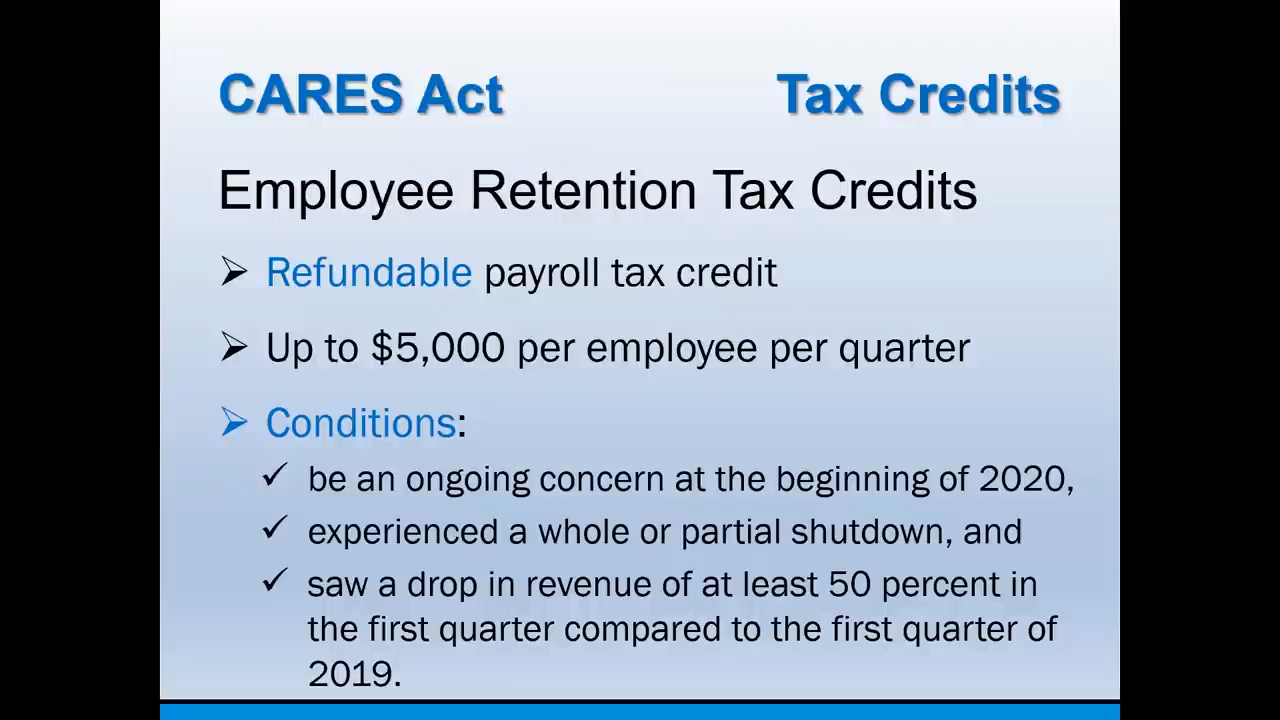 CARES Act Tax Credits
Employee Retention Tax Credits
Refundable payroll tax credit
Up to $5,000 per employee per quarter
Conditions:
be an ongoing concern at the beginning of 2020,
experienced a whole or partial shutdown, and
saw a drop in revenue of at least 50 percent in
the first quarter compared to the first quarter of
2019.